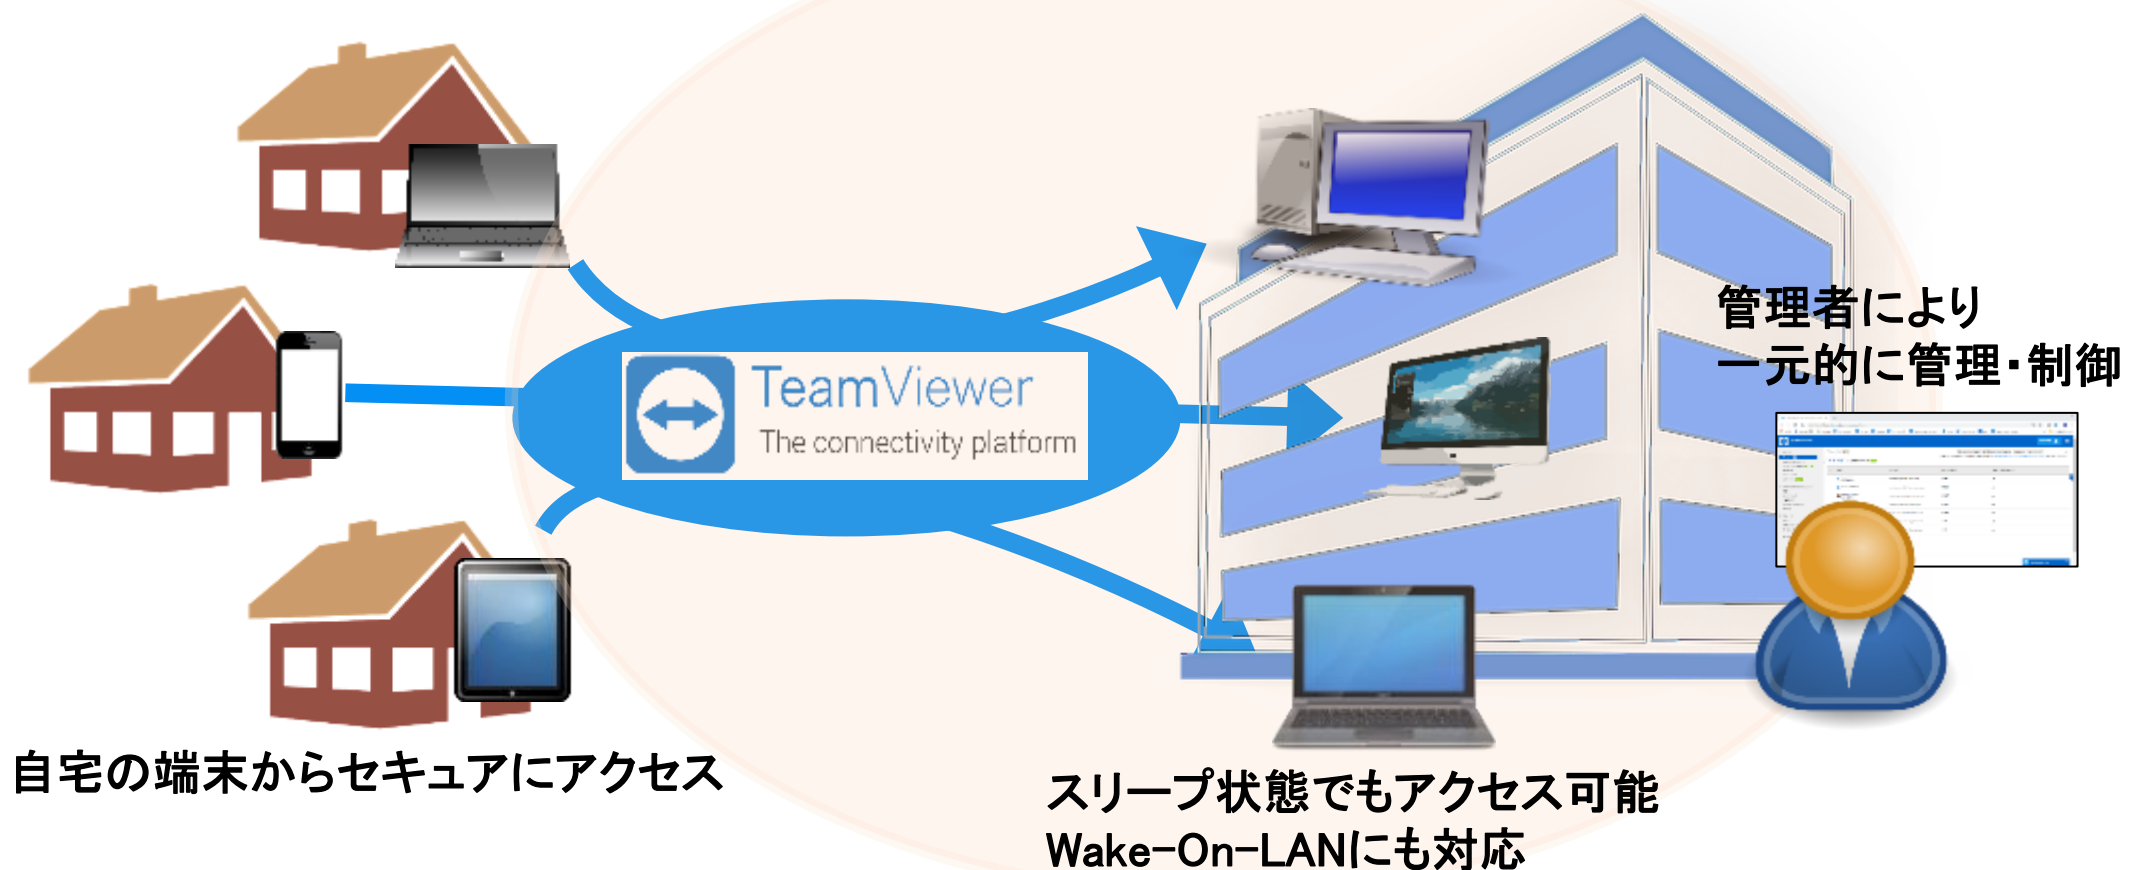 TeamViewer
The connectivity platform
管理者により
一元的に管理・制御
自宅の端末からセキュアにアクセス
スリープ状態でもアクセス可能
Wake-On-LANにも対応